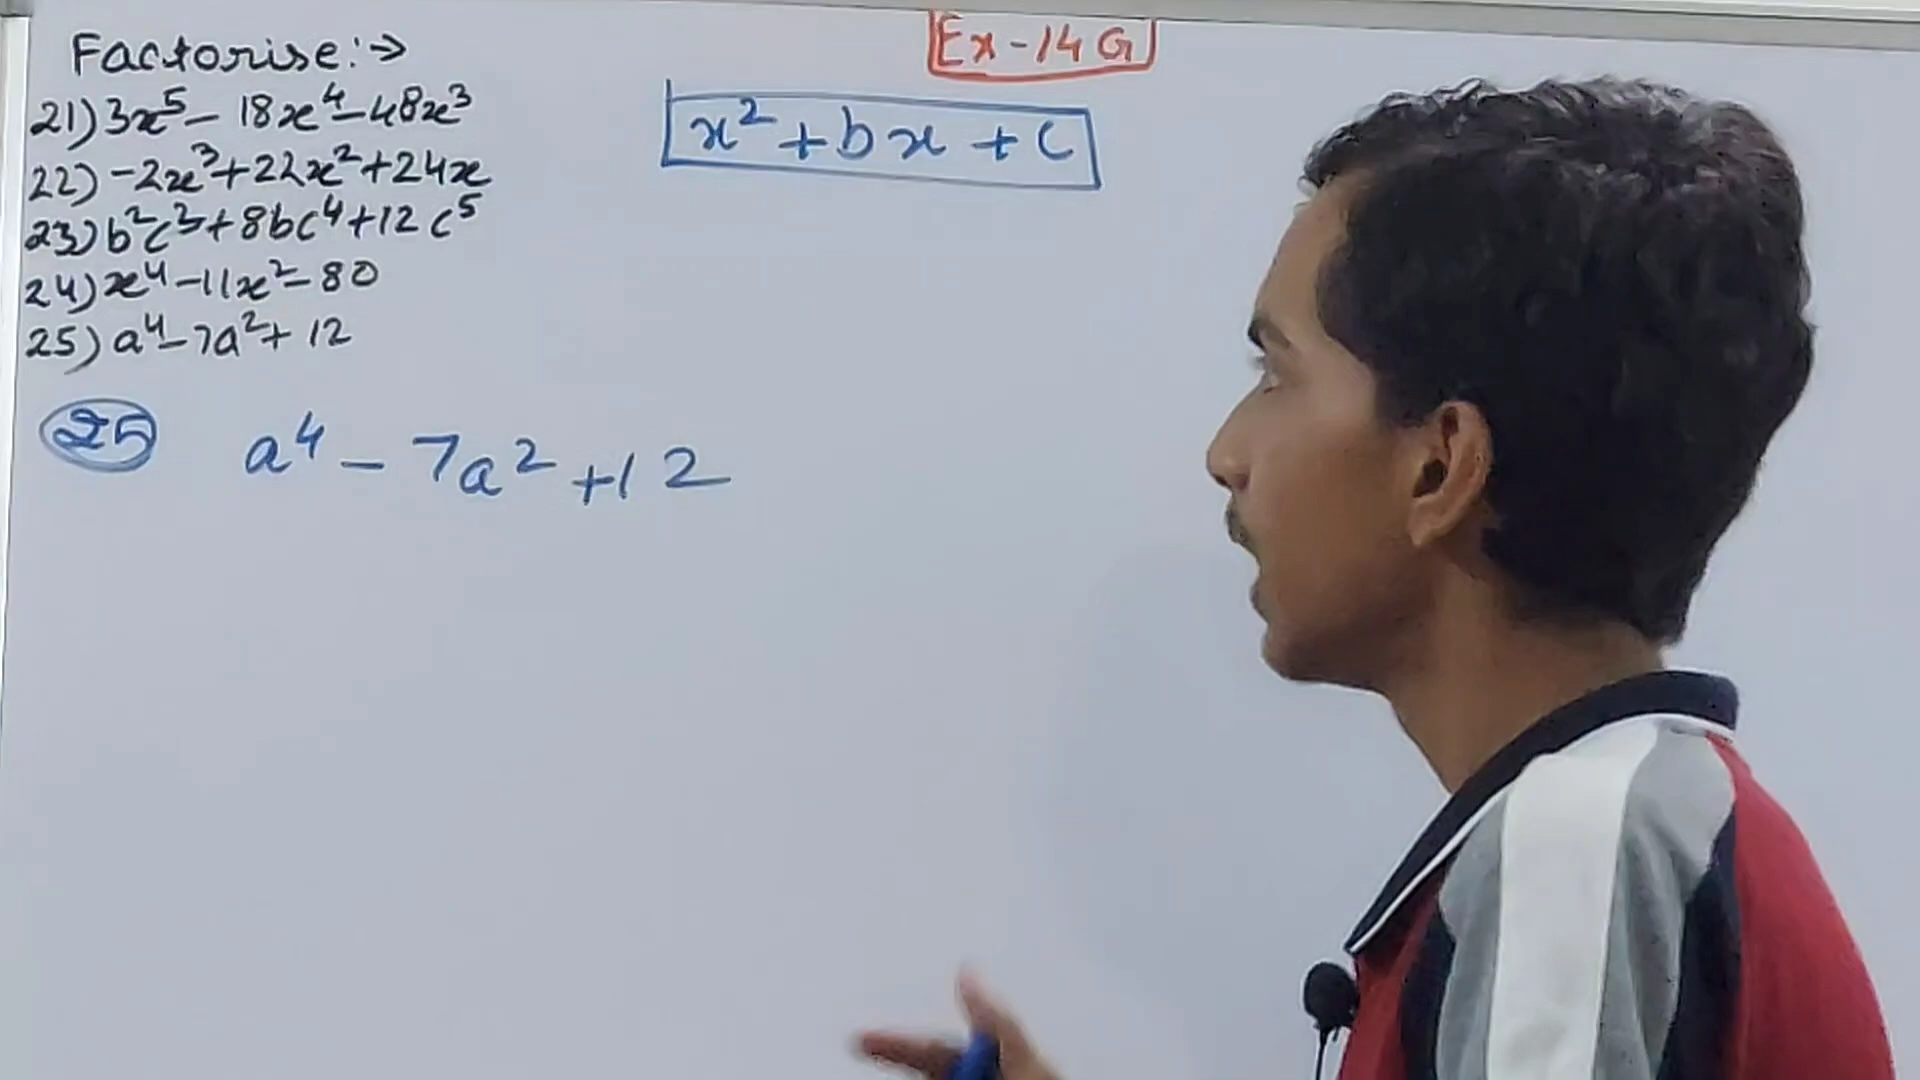 Ex-14 G
Factorise:→
21) 3x⁵ - 18x⁴ - 48x³
22) -2x³ + 22x² + 24x
23) b²c³ + 8bc⁴ + 12c⁵
24) x⁴ - 11x² - 80
25) a⁴ - 7a² + 12
x² + bx + c
25 a⁴ - 7a² + 12